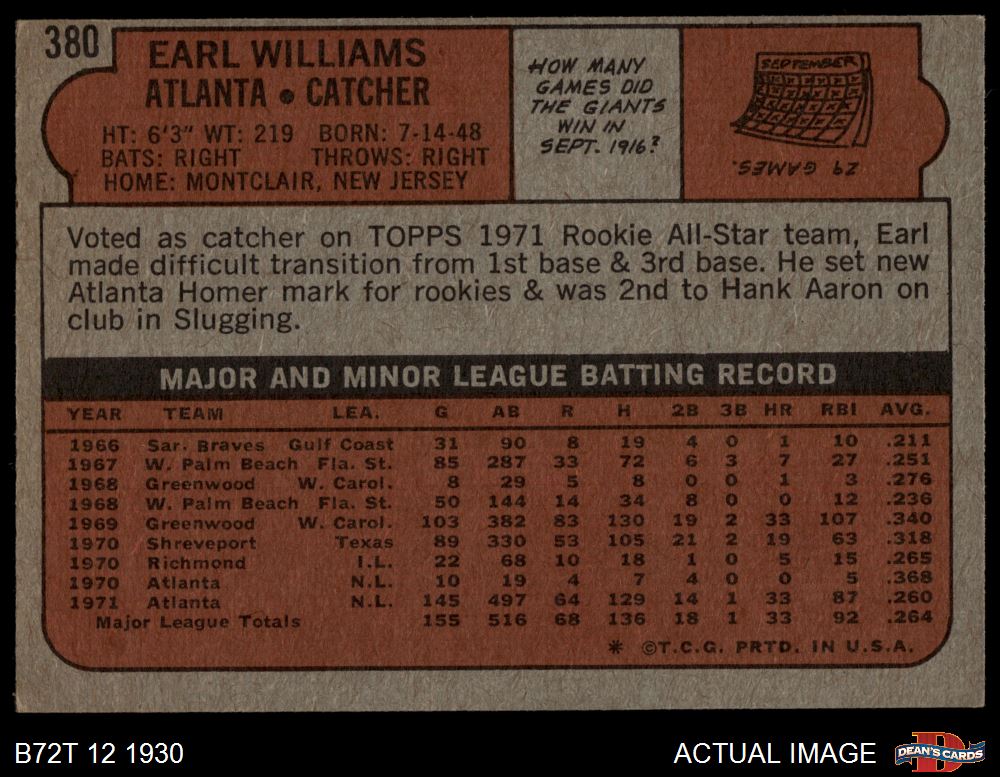 380
EARL WILLIAMS
ATLANTA • CATCHER
HT: 6'3" WT: 219 BORN: 7-14-48
BATS: RIGHT THROWS: RIGHT
HOME: MONTCLAIR, NEW JERSEY
HOW MANY
GAMES DID
THE GIANTS
WIN IN
SEPT. 1916?
SEPTEMBER
29 GAMES.
Voted as catcher on TOPPS 1971 Rookie All-Star team, Earl
made difficult transition from 1st base & 3rd base. He set new
Atlanta Homer mark for rookies & was 2nd to Hank Aaron on
club in Slugging.
MAJOR AND MINOR LEAGUE BATTING RECORD
YEAR TEAM LEA. G AB R H 2B 3B HR RBI AVG.
1966 Sar. Braves Gulf Coast 31 90 8 19 4 0 1 10 .211
1967 W. Palm Beach Fla. St. 85 287 33 72 6 3 7 27 .251
1968 Greenwood W. Carol. 8 29 5 8 0 0 1 3 .276
1968 W. Palm Beach Fla. St. 50 144 14 34 8 0 0 12 .236
1969 Greenwood W. Carol. 103 382 83 130 19 2 33 107 .340
1970 Shreveport Texas 89 330 53 105 21 2 19 63 .318
1970 Richmond I.L. 22 68 10 18 1 0 5 15 .265
1970 Atlanta N.L. 10 19 4 7 4 0 0 5 .368
1971 Atlanta N.L. 145 497 64 129 14 1 33 87 .260
Major League Totals 155 516 68 136 18 1 33 92 .264
* ©T.C.G. PRTD. IN U.S.A.
B72T 12 1930
ACTUAL IMAGE
D
DEAN'S CARDS